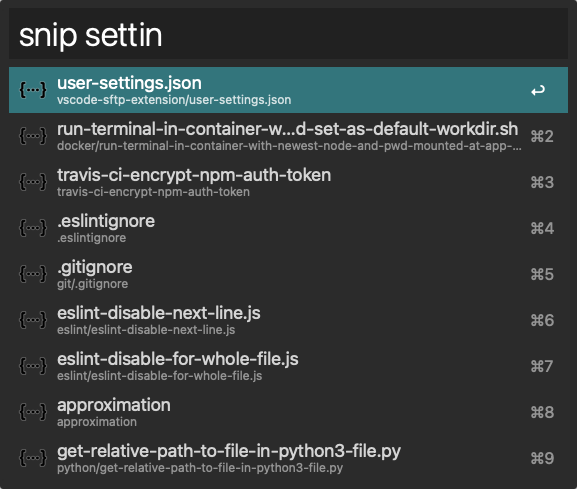 snip settin
user-settings.json
vscode-sftp-extension/user-settings.json
↩
run-terminal-in-container-w...d-set-as-default-workdir.sh
docker/run-terminal-in-container-with-newest-node-and-pwd-mounted-at-app-...
⌘2
travis-ci-encrypt-npm-auth-token
travis-ci-encrypt-npm-auth-token
⌘3
.eslintignore
.eslintignore
⌘4
.gitignore
git/.gitignore
⌘5
eslint-disable-next-line.js
eslint/eslint-disable-next-line.js
⌘6
eslint-disable-for-whole-file.js
eslint/eslint-disable-for-whole-file.js
⌘7
approximation
approximation
⌘8
get-relative-path-to-file-in-python3-file.py
python/get-relative-path-to-file-in-python3-file.py
⌘9